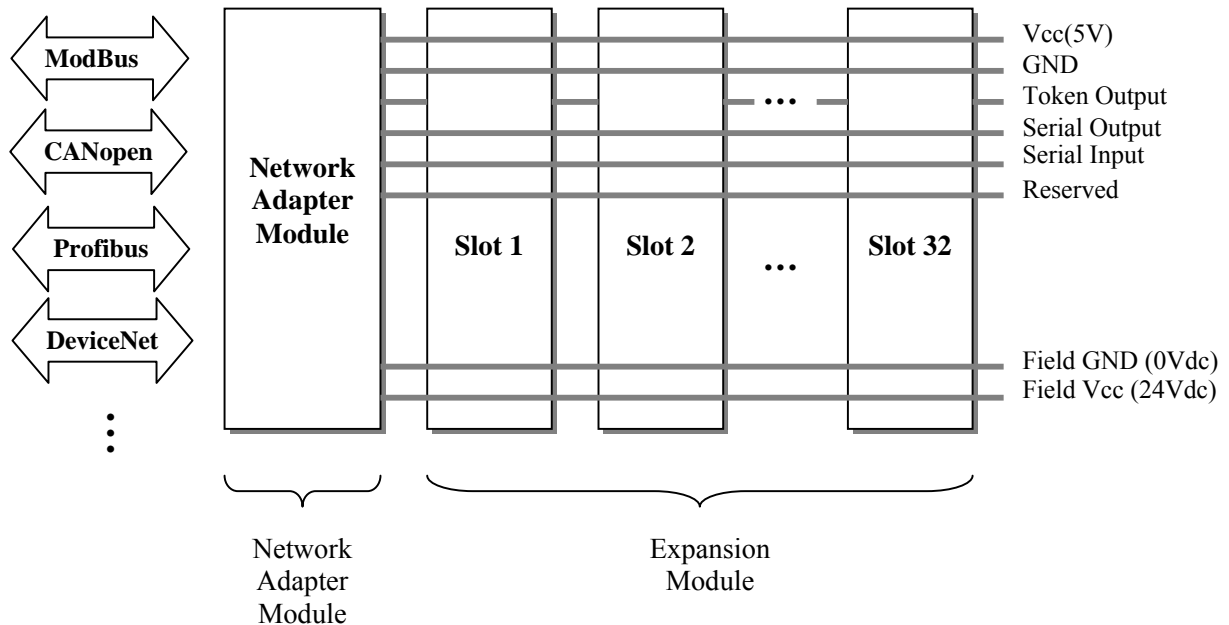 ModBus
CANopen
Profibus
DeviceNet
Network
Adapter
Module
Slot 1
Slot 2
Slot 32
Vcc(5V)
GND
Token Output
Serial Output
Serial Input
Reserved
Field GND (0Vdc)
Field Vcc (24Vdc)
Network
Adapter
Module
Expansion
Module